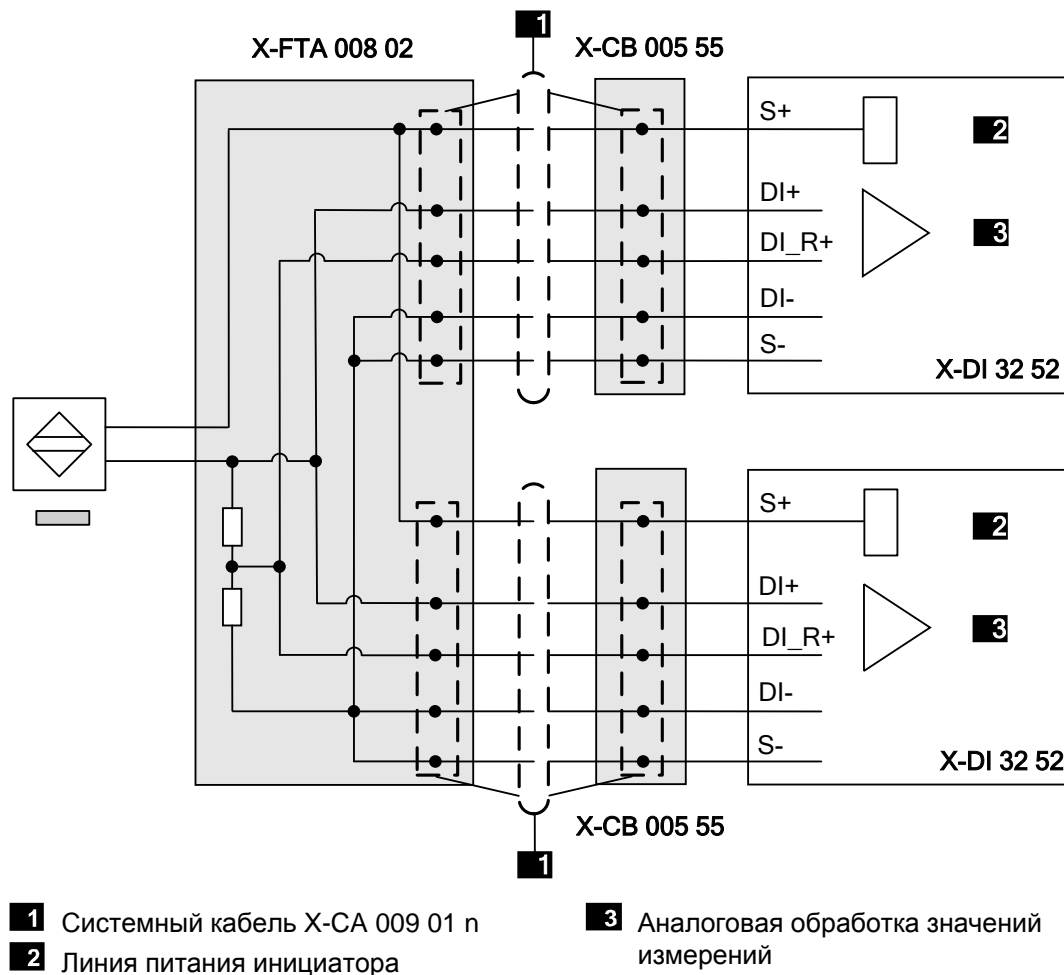 1
X-FTA 008 02
X-CB 005 55
S+
2
DI+
DI_R+
3
DI-
S-
X-DI 32 52
S+
2
DI+
DI_R+
3
DI-
S-
X-DI 32 52
X-CB 005 55
1
1 Системный кабель X-CA 009 01 n
2 Линия питания инициатора
3 Аналоговая обработка значений
измерений